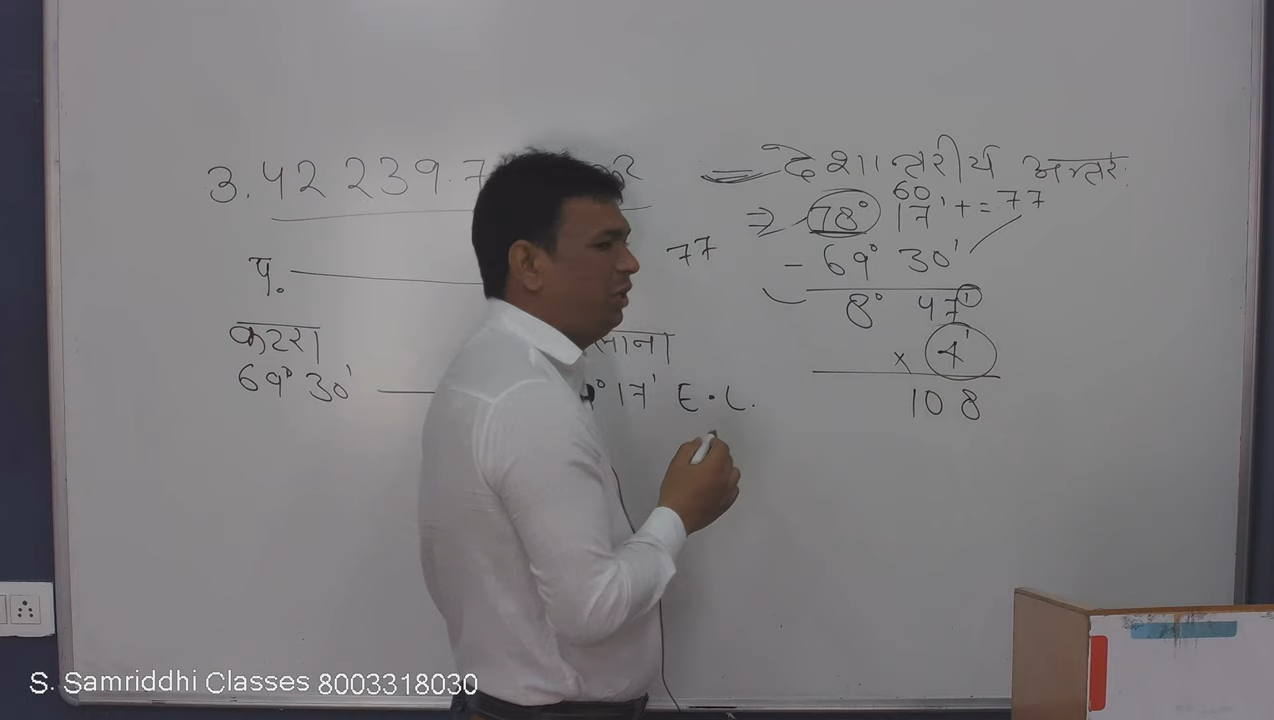 3.42 239.7
प.
कटरा
69° 30'
17' E.L.
77
= देशान्तरीय अन्तर
60
⇒ 78° 17' + = 77
- 69° 30'
8° 47'
x 4'
108
S. Samriddhi Classes 8003318030